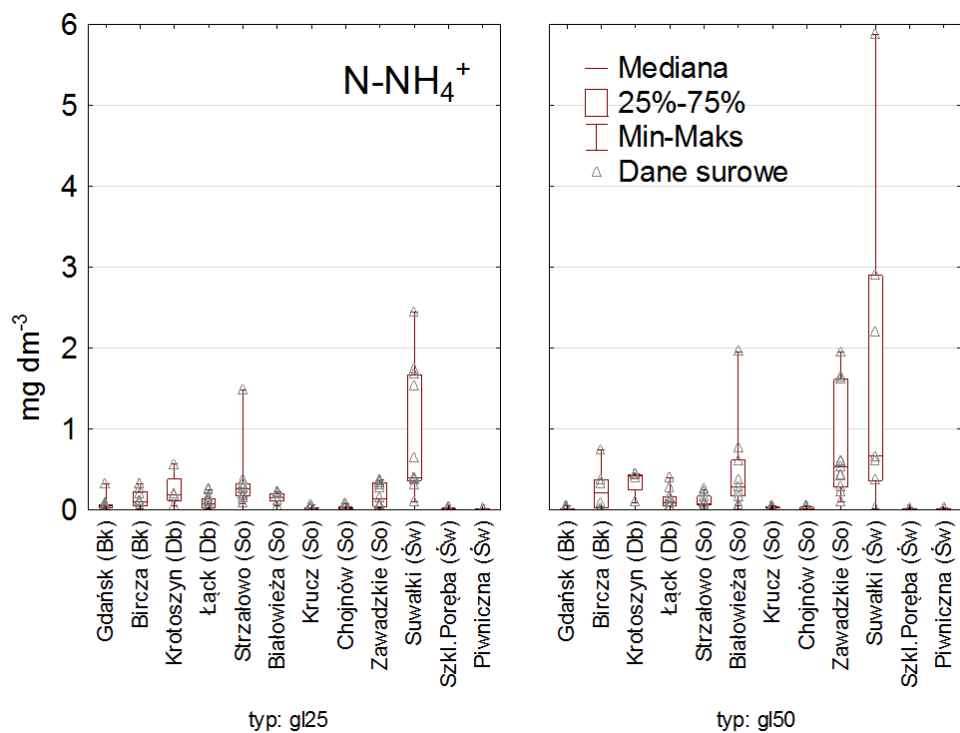 6
5
4
3
2
1
0
mg dm-3
N-NH4+
Mediana
25%-75%
Min-Maks
Dane surowe
Gdańsk (Bk)
Bircza (Bk)
Krotoszyn (Db)
Łąck (Db)
Strzałowo (So)
Białowieża (So)
Krucz (So)
Chojnów (So)
Zawadzkie (So)
Suwałki (Św)
Szkl.Poręba (Św)
Piwniczna (Św)
typ: gl25
Gdańsk (Bk)
Bircza (Bk)
Krotoszyn (Db)
Łąck (Db)
Strzałowo (So)
Białowieża (So)
Krucz (So)
Chojnów (So)
Zawadzkie (So)
Suwałki (Św)
Szkl.Poręba (Św)
Piwniczna (Św)
typ: gl50